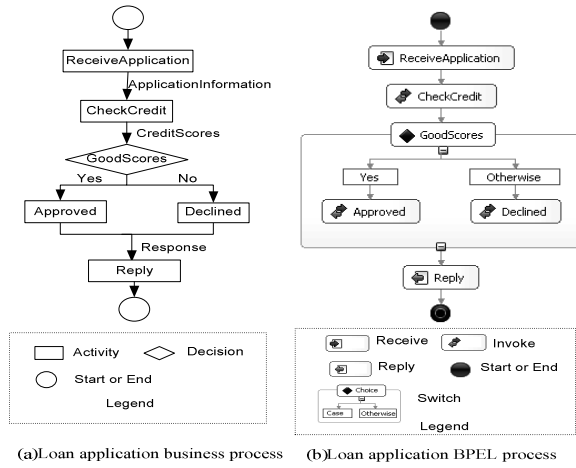 ReceiveApplication
ApplicationInformation
CheckCredit
CreditScores
GoodScores
Yes
No
Approved
Declined
Response
Reply
Activity
Decision
Start or End
Legend
(a)Loan application business process
ReceiveApplication
CheckCredit
GoodScores
Yes
Otherwise
Approved
Declined
Reply
Receive
Invoke
Reply
Start or End
Choice
Case
Otherwise
Switch
Legend
(b)Loan application BPEL process